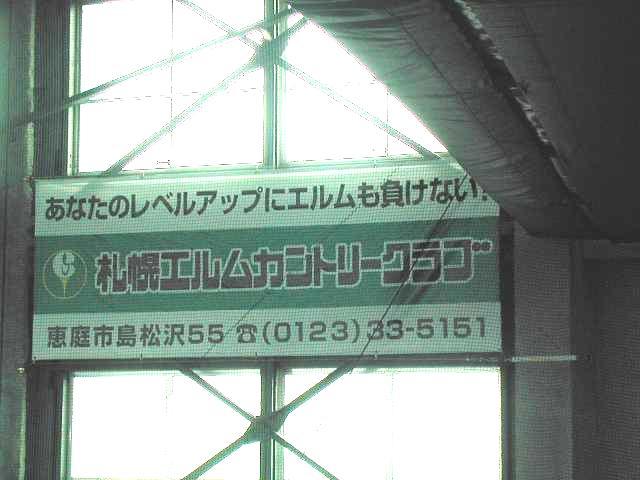 あなたのレベルアップにエルムも負けない!
札幌エルムカントリークラブ
恵庭市島松沢55 ☎(0123)33-5151